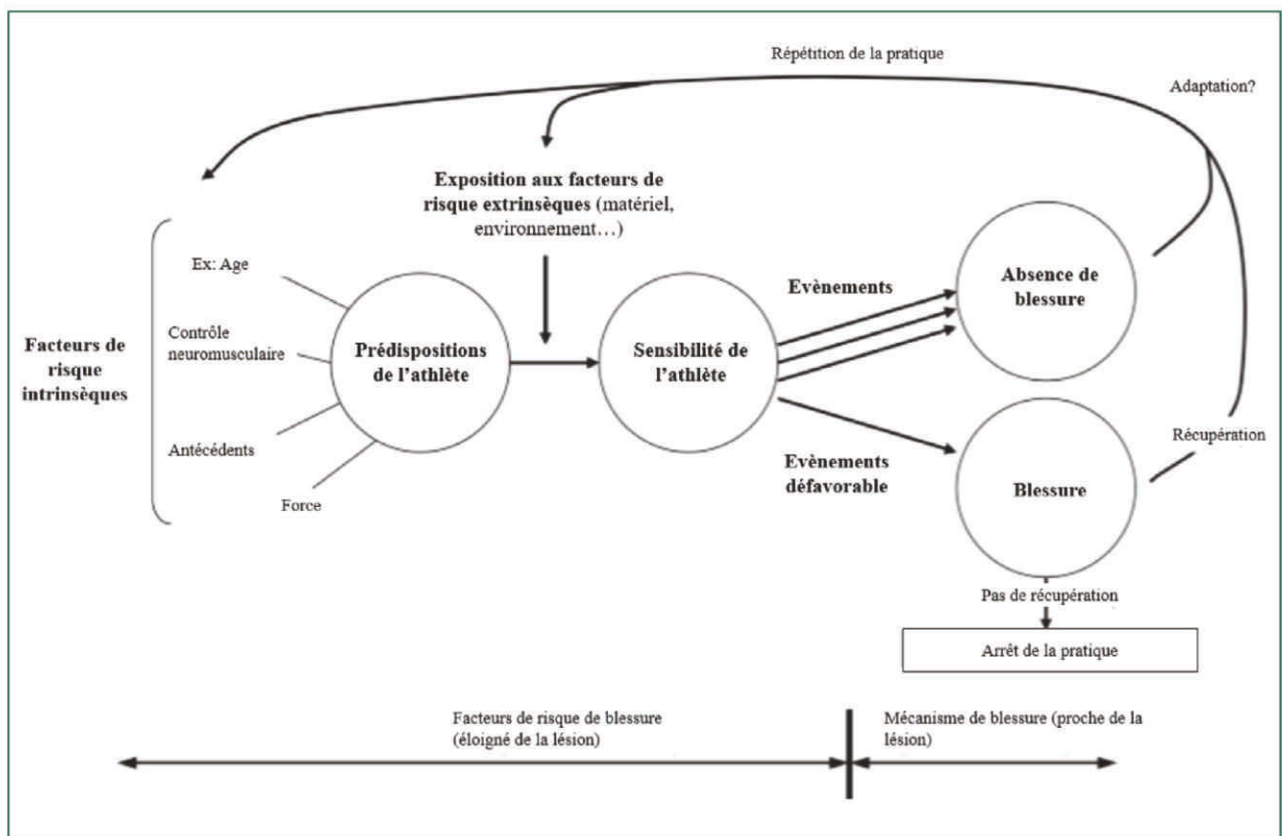 Répétition de la pratique
Adaptation?
Exposition aux facteurs de
risque extrinsèques (matériel,
environnement…)
Ex: Age
Contrôle
neuromusculaire
Facteurs de
risque
intrinsèques
Antécédents
Force
Prédispositions
de l’athlète
Sensibilité de
l’athlète
Evènements
Absence de
blessure
Evènements
défavorable
Blessure
Récupération
Pas de récupération
Arrêt de la pratique
Facteurs de risque de blessure
(éloigné de la lésion)
Mécanisme de blessure (proche de la
lésion)